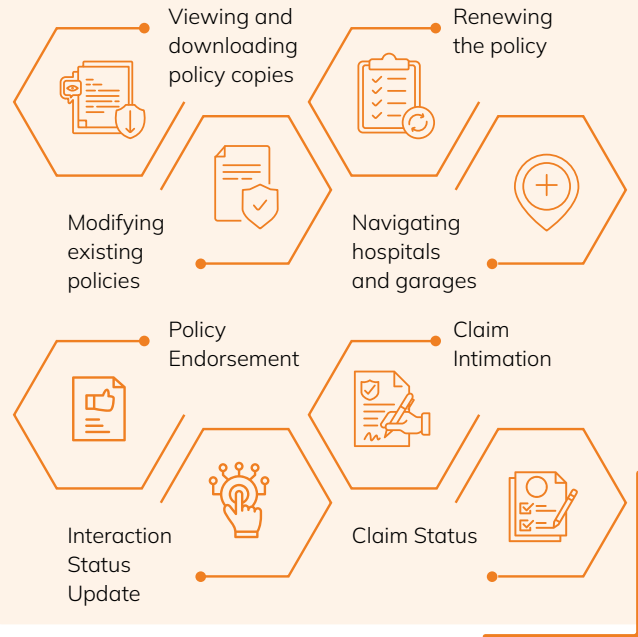 Viewing and
downloading
policy copies
Renewing
the policy
Modifying
existing
policies
Navigating
hospitals
and garages
Policy
Endorsement
Claim
Intimation
Interaction
Status
Update
Claim Status